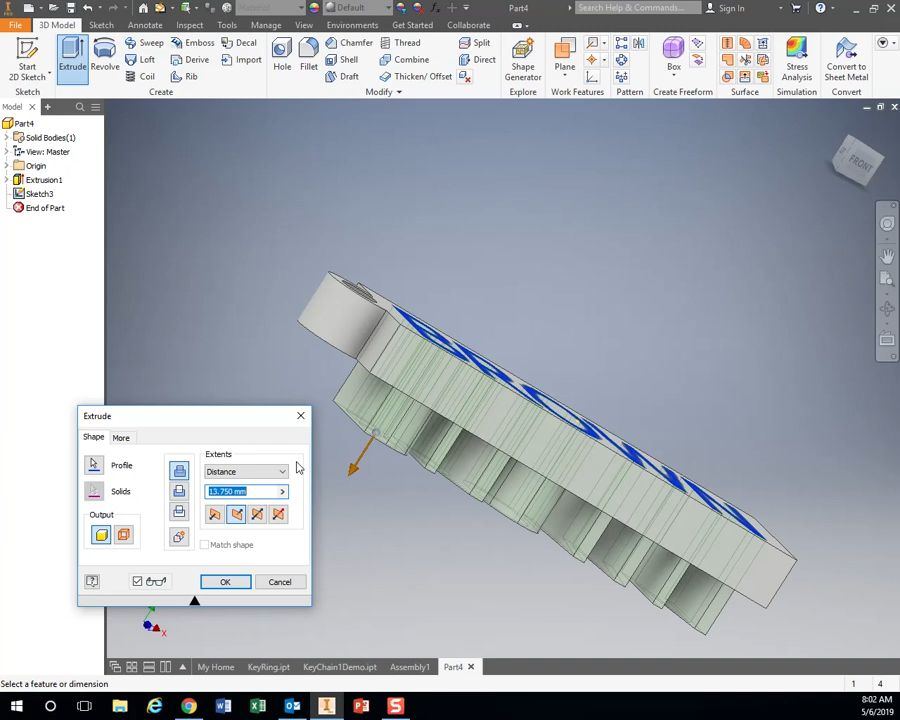 Material
Default
Part4
Search Help & Commands...
Sign In
File
3D Model
Sketch
Annotate
Inspect
Tools
Manage
View
Environments
Get Started
Collaborate
Start
2D Sketch
Extrude
Revolve
Sweep
Loft
Coil
Emboss
Derive
Rib
Decal
Import
Hole
Fillet
Chamfer
Shell
Draft
Thread
Combine
Thicken/ Offset
Split
Direct
Shape
Generator
Plane
Box
Stress
Analysis
Convert to
Sheet Metal
Create
Modify
Explore
Work Features
Pattern
Create Freeform
Surface
Simulation
Convert
Model
Part4
Solid Bodies(1)
View: Master
Origin
Extrusion1
Sketch3
End of Part
FRONT
Extrude
Shape
More
Profile
Solids
Output
Extents
Distance
13.750 mm
Match shape
OK
Cancel
X
My Home
KeyRing.ipt
KeyChain1Demo.ipt
Assembly1
Part4
Select a feature or dimension
1
4
8:02 AM
5/6/2019